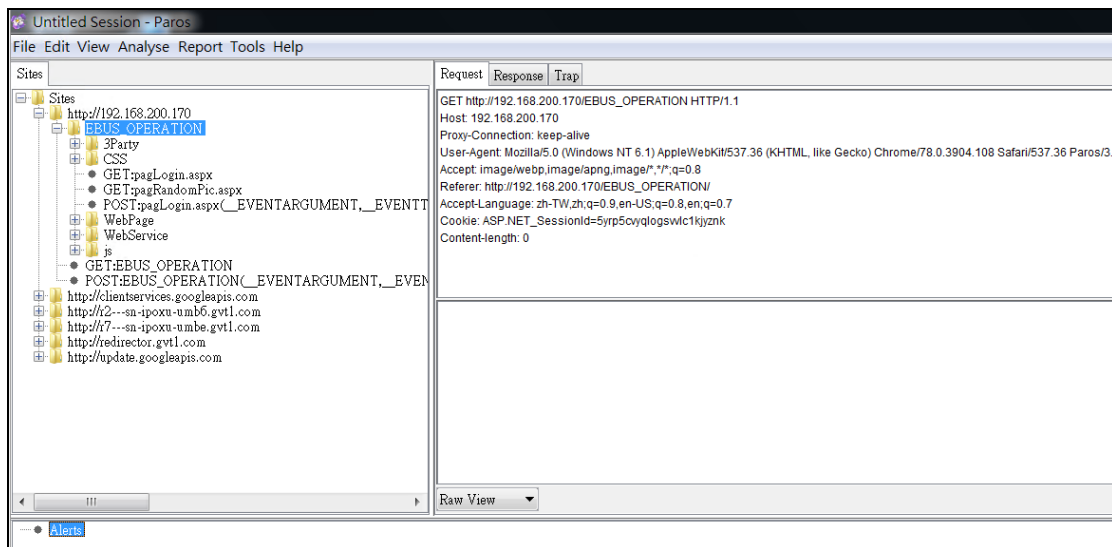 Untitled Session - Paros
File Edit View Analyse Report Tools Help
Sites
Sites
http://192.168.200.170
EBUS_OPERATION
3Party
CSS
GET:pagLogin.aspx
GET:pagRandomPic.aspx
POST:pagLogin.aspx(__EVENTARGUMENT,__EVENTT
WebPage
WebService
js
GET:EBUS_OPERATION
POST:EBUS_OPERATION(__EVENTARGUMENT,__EVEN
http://clientservices.googleapis.com
http://r2---sn-ipoxu-umb6.gvt1.com
http://r7---sn-ipoxu-umbe.gvt1.com
http://redirector.gvt1.com
http://update.googleapis.com
Request Response Trap
GET http://192.168.200.170/EBUS_OPERATION HTTP/1.1
Host: 192.168.200.170
Proxy-Connection: keep-alive
User-Agent: Mozilla/5.0 (Windows NT 6.1) AppleWebKit/537.36 (KHTML, like Gecko) Chrome/78.0.3904.108 Safari/537.36 Paros/3.
Accept: image/webp,image/apng,image/*,*/*;q=0.8
Referer: http://192.168.200.170/EBUS_OPERATION/
Accept-Language: zh-TW,zh;q=0.9,en-US;q=0.8,en;q=0.7
Cookie: ASP.NET_SessionId=5yrp5cvyqlogsvvlc1kjyznk
Content-length: 0
Raw View
Alerts